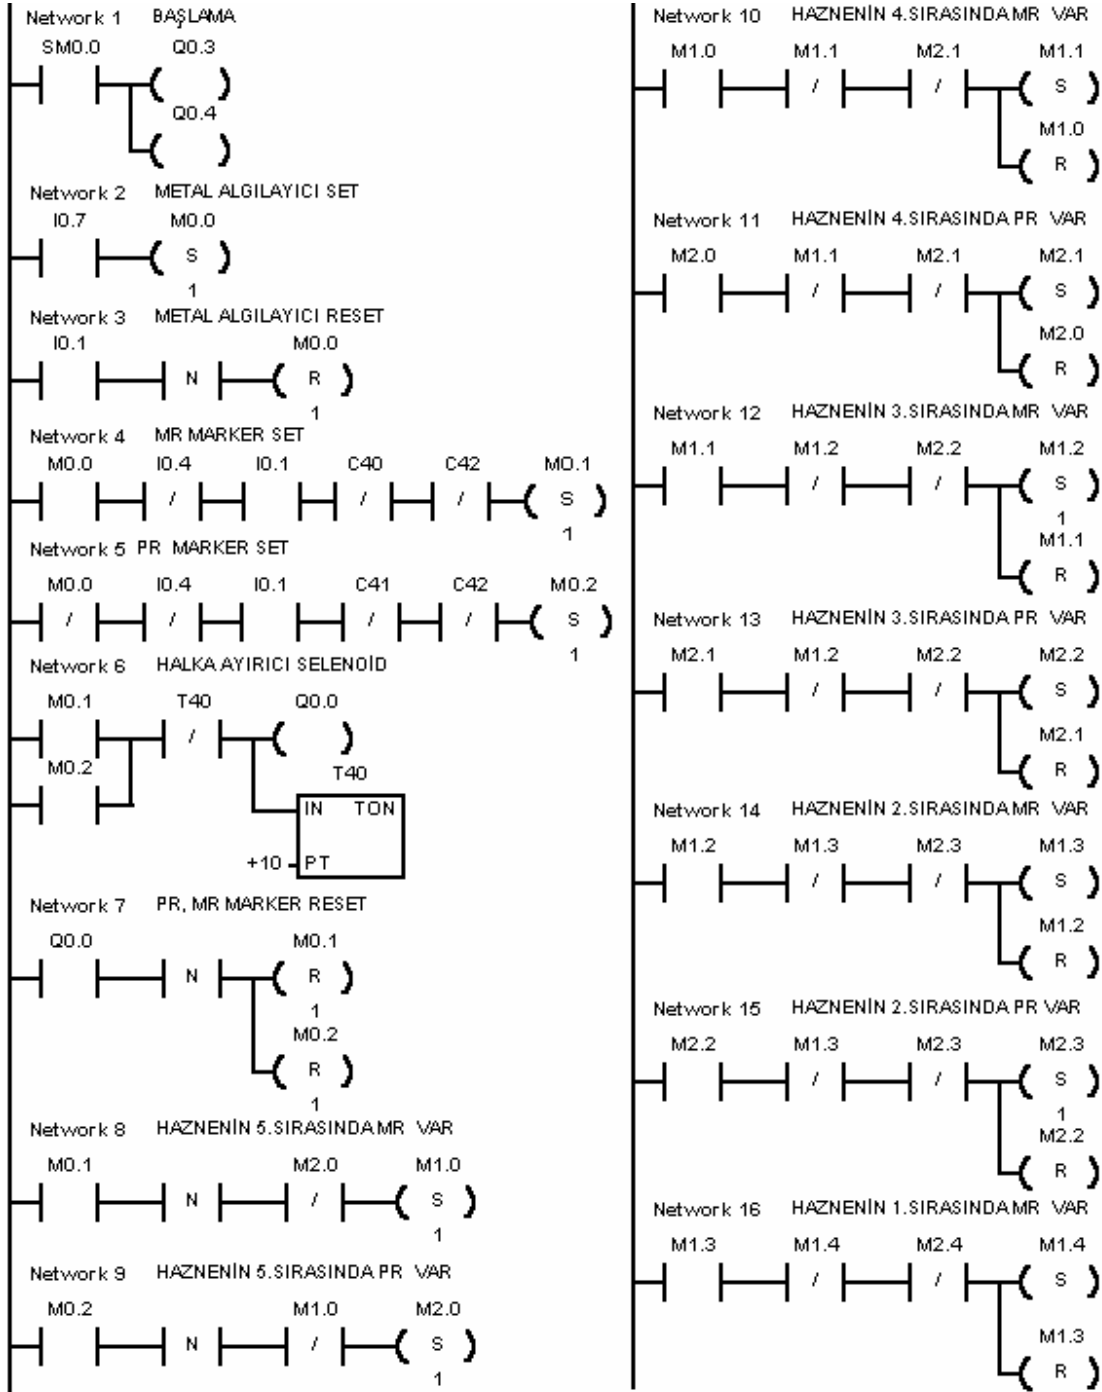 Network 1 BAŞLAMA
SM0.0 Q0.3
Q0.4
Network 2 METAL ALGILAYICI SET
I0.7 M0.0
S
1
Network 3 METAL ALGILAYICI RESET
I0.1 M0.0
N R
1
Network 4 MR MARKER SET
M0.0 I0.4 I0.1 C40 C42 M0.1
/ / / S
1
Network 5 PR MARKER SET
M0.0 I0.4 I0.1 C41 C42 M0.2
/ / / / S
1
Network 6 HALKA AYIRICI SELENOİD
M0.1 T40 Q0.0
/
M0.2
T40
IN TON
+10 PT
Network 7 PR, MR MARKER RESET
Q0.0 M0.1
N R
1
M0.2
R
1
Network 8 HAZNENİN 5.SIRASINDA MR VAR
M0.1 M2.0 M1.0
N / S
1
Network 9 HAZNENİN 5.SIRASINDA PR VAR
M0.2 M1.0 M2.0
N / S
1
Network 10 HAZNENİN 4.SIRASINDA MR VAR
M1.0 M1.1 M2.1 M1.1
/ / S
M1.0
R
Network 11 HAZNENİN 4.SIRASINDA PR VAR
M2.0 M1.1 M2.1 M2.1
/ / S
M2.0
R
Network 12 HAZNENİN 3.SIRASINDA MR VAR
M1.1 M1.2 M2.2 M1.2
/ / S
1
M1.1
R
Network 13 HAZNENİN 3.SIRASINDA PR VAR
M2.1 M1.2 M2.2 M2.2
/ / S
M2.1
R
Network 14 HAZNENİN 2.SIRASINDA MR VAR
M1.2 M1.3 M2.3 M1.3
/ / S
M1.2
R
Network 15 HAZNENİN 2.SIRASINDA PR VAR
M2.2 M1.3 M2.3 M2.3
/ / S
1
M2.2
R
Network 16 HAZNENİN 1.SIRASINDA MR VAR
M1.3 M1.4 M2.4 M1.4
/ / S
M1.3
R